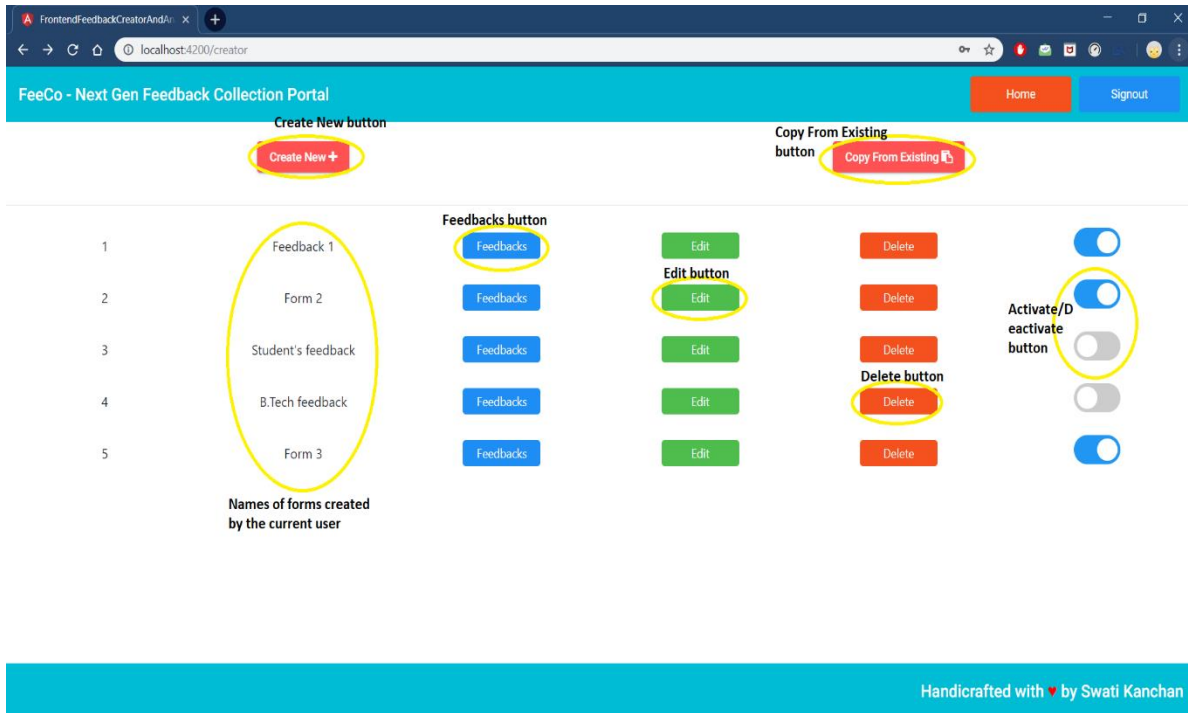 FrontendFeedbackCreatorAndAn
localhost:4200/creator
FeeCo - Next Gen Feedback Collection Portal
Home
Signout
Create New button
Create New +
Copy From Existing
button
Copy From Existing
Feedbacks button
1 Feedback 1 Feedbacks Edit Delete
Edit button
2 Form 2 Feedbacks Edit Delete
Activate/D
eactivate
button
3 Student's feedback Feedbacks Edit Delete
Delete button
4 B.Tech feedback Feedbacks Edit Delete
5 Form 3 Feedbacks Edit Delete
Names of forms created
by the current user
Handicrafted with ♥ by Swati Kanchan